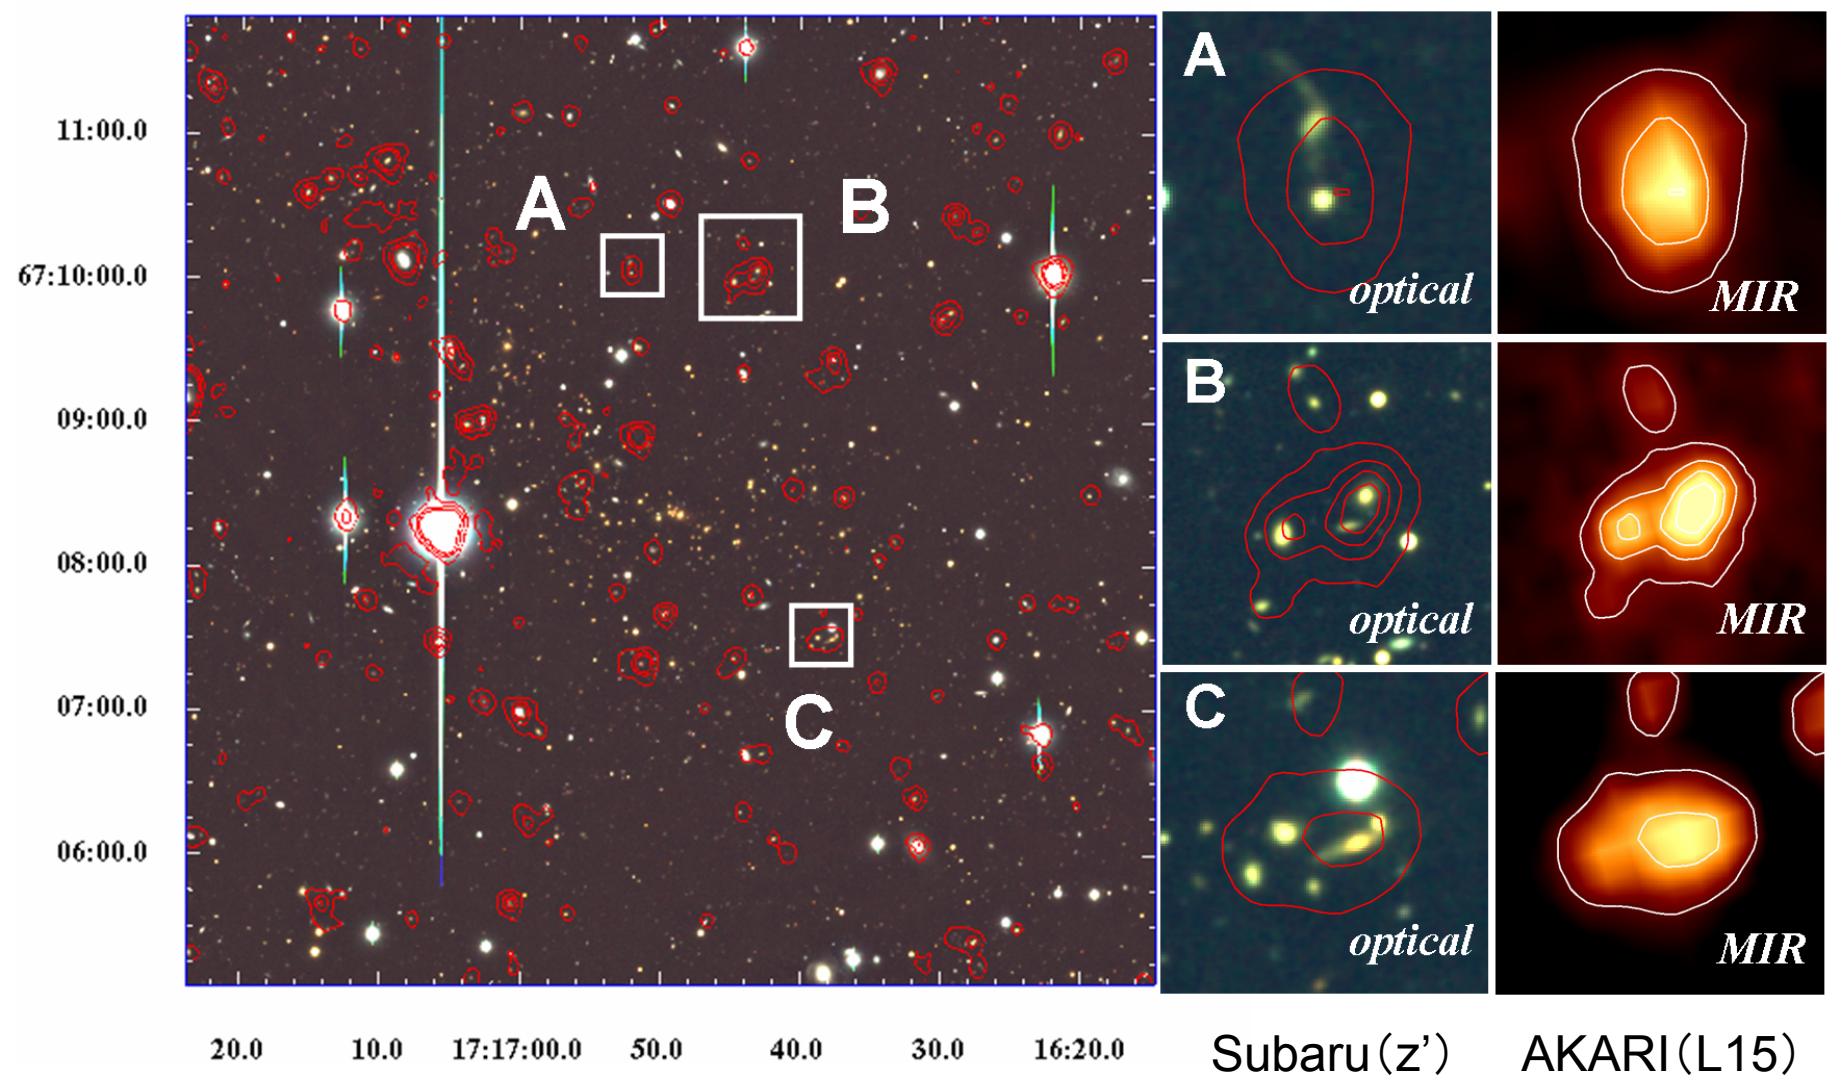 11:00.0
67:10:00.0
09:00.0
08:00.0
07:00.0
06:00.0
20.0 10.0 17:17:00.0 50.0 40.0 30.0 16:20.0
A
B
C
A
optical
MIR
B
optical
MIR
C
optical
MIR
Subaru(z’) AKARI(L15)